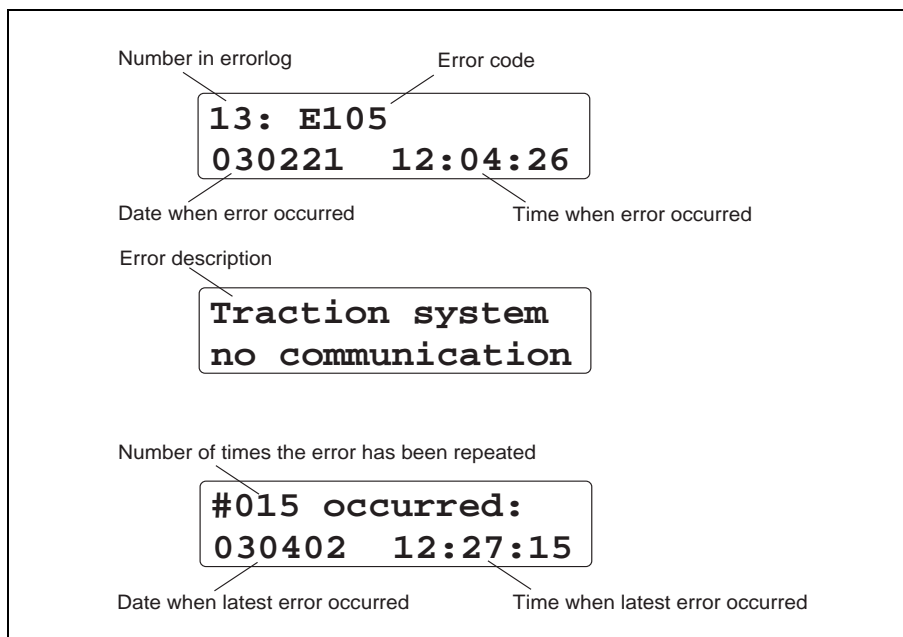 Number in errorlog
Error code
13: E105
030221 12:04:26
Date when error occurred
Time when error occurred
Error description
Traction system
no communication
Number of times the error has been repeated
#015 occurred:
030402 12:27:15
Date when latest error occurred
Time when latest error occurred